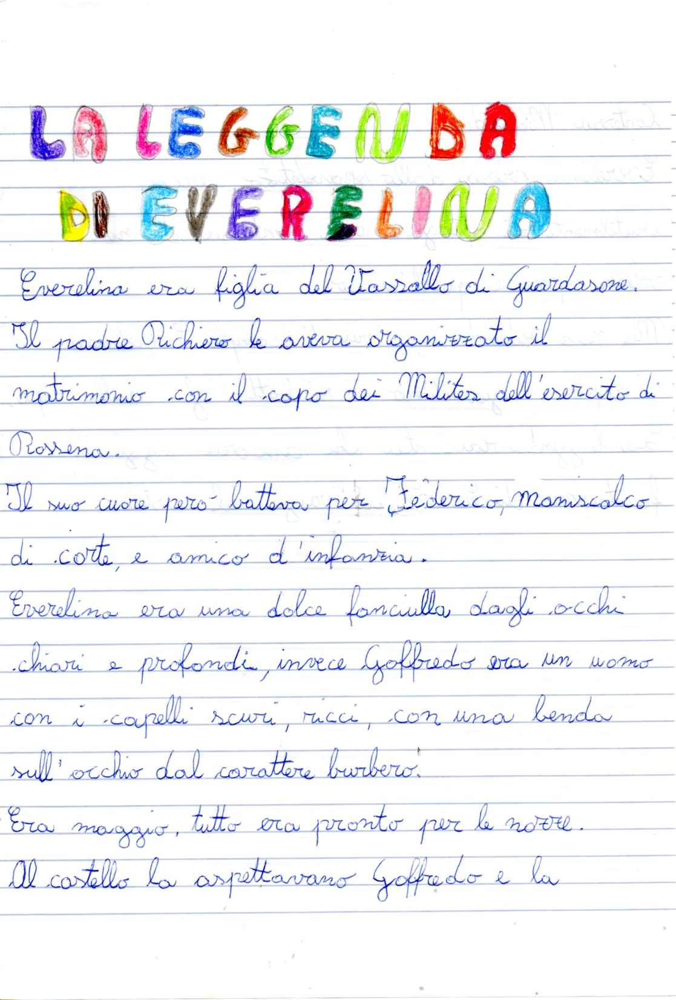 LA LEGGENDA
DI EVERELINA
Everelina era figlia del Vassallo di Guardasone.
Il padre Richiero le aveva organizzato il
matrimonio con il capo dei Milites dell'esercito di
Rossena.
Il suo cuore però batteva per Federico, maniscalco
di corte, e amico d'infanzia.
Everelina era una dolce fanciulla dagli occhi
chiari e profondi, invece Goffredo era un uomo
con i capelli scuri, ricci, con una benda
sull'occhio dal carattere burbero.
Era maggio, tutto era pronto per le nozze.
Al castello la aspettavano Goffredo e la